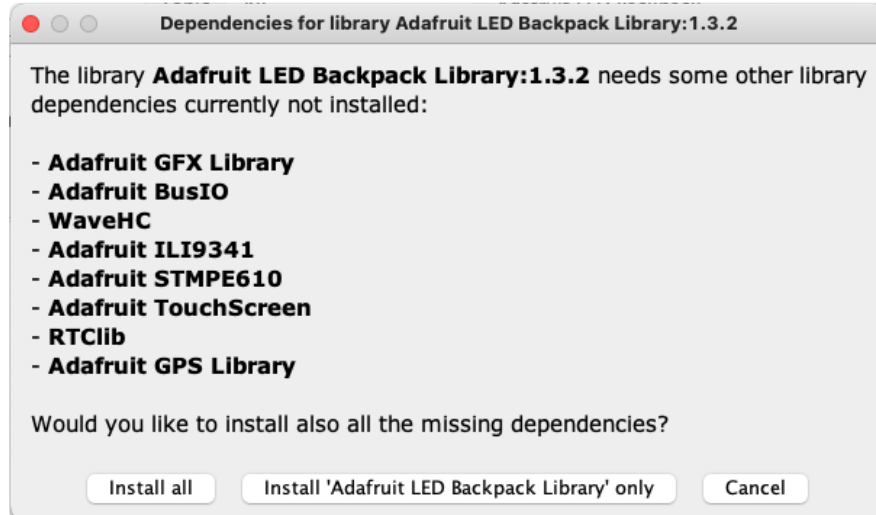 Dependencies for library Adafruit LED Backpack Library:1.3.2
The library Adafruit LED Backpack Library:1.3.2 needs some other library
dependencies currently not installed:
- Adafruit GFX Library
- Adafruit BusIO
- WaveHC
- Adafruit ILI9341
- Adafruit STMPE610
- Adafruit TouchScreen
- RTClib
- Adafruit GPS Library
Would you like to install also all the missing dependencies?
Install all
Install 'Adafruit LED Backpack Library' only
Cancel